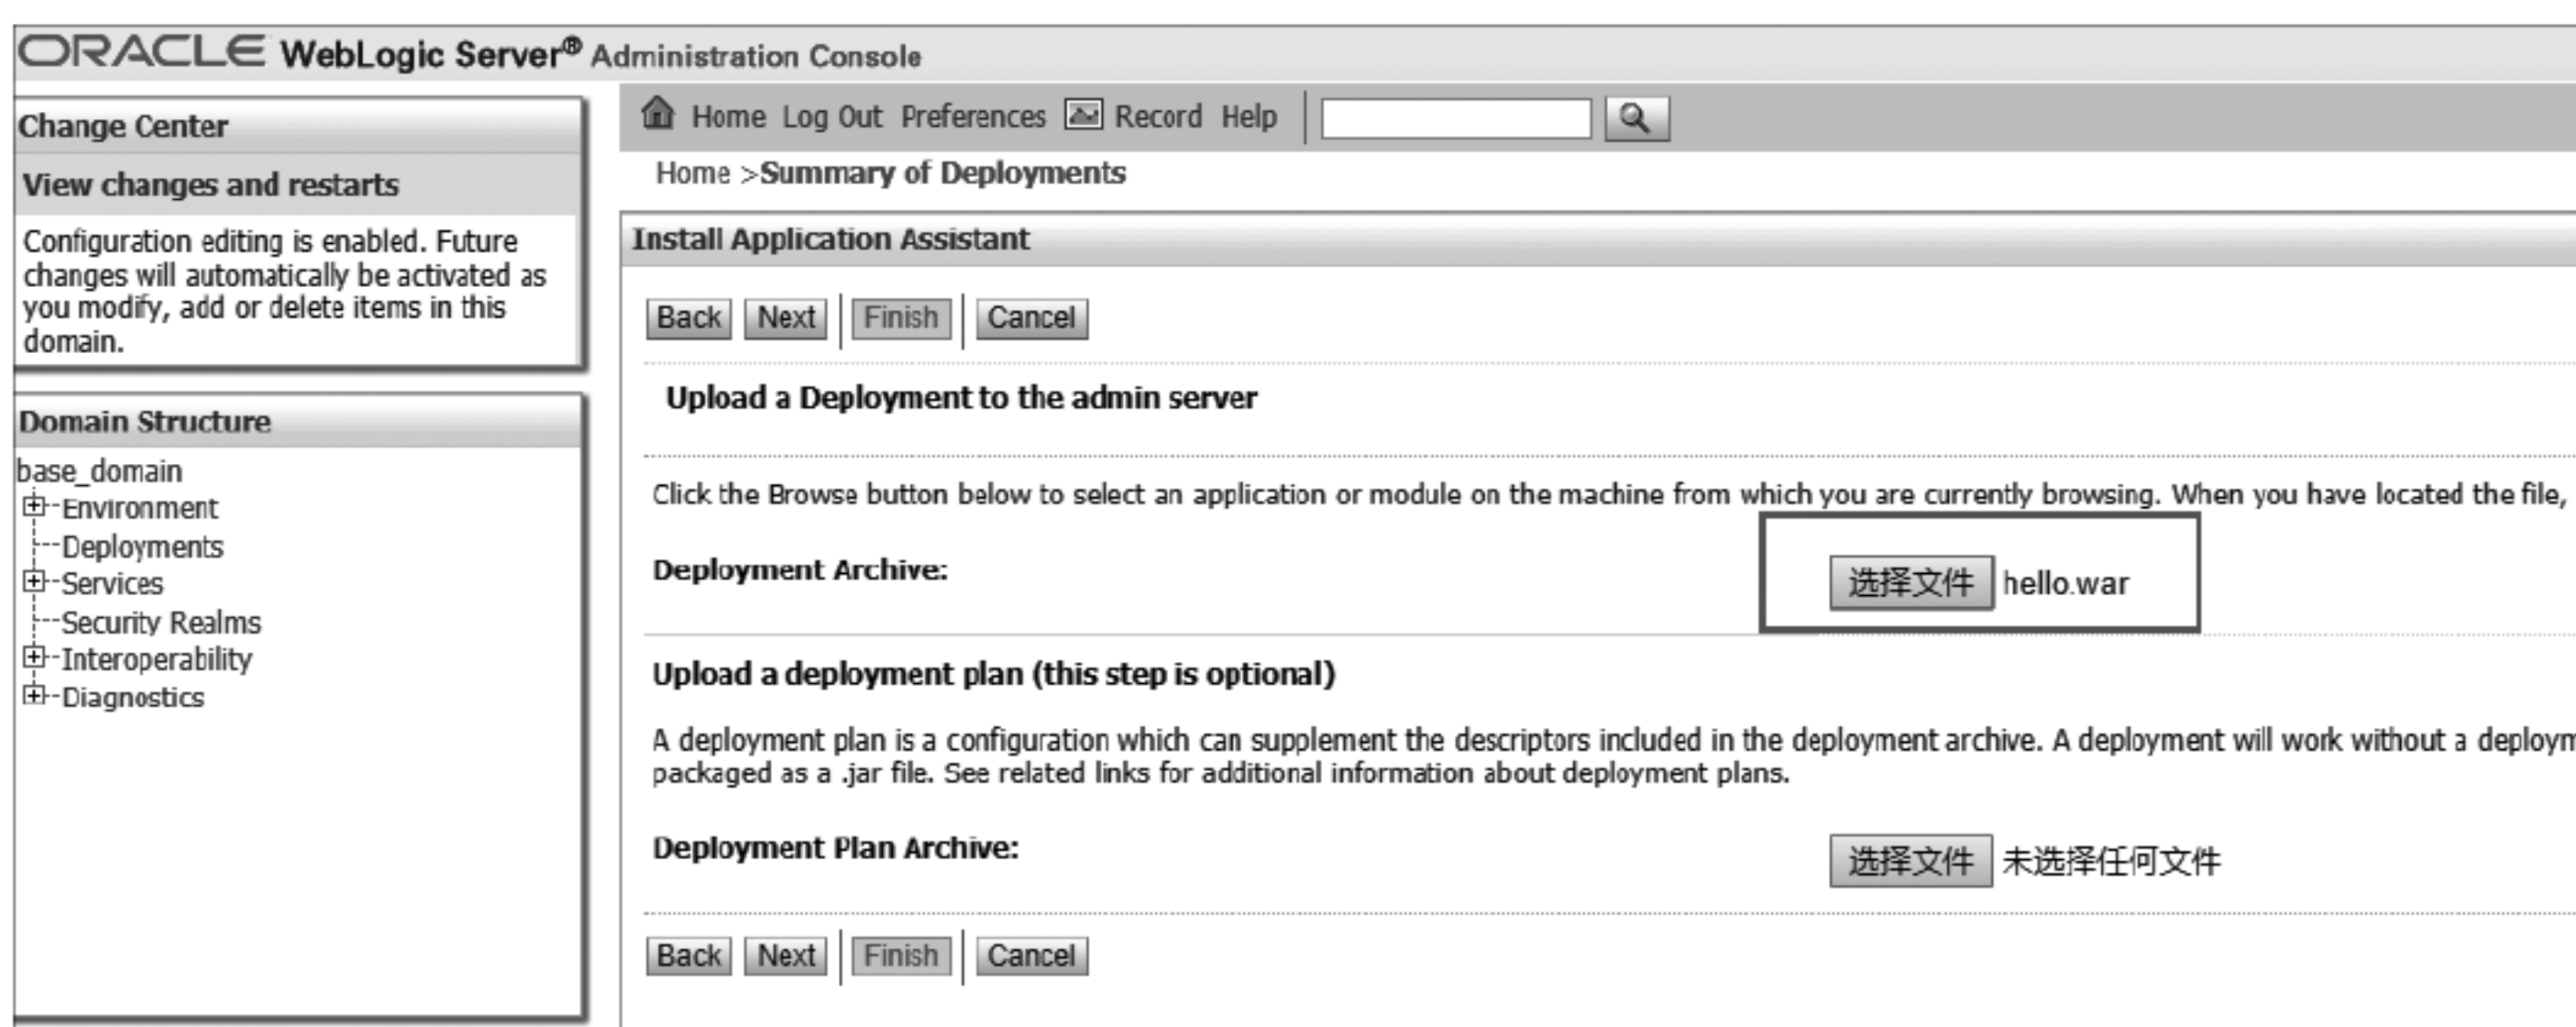 ORACLE WebLogic Server® Administration Console
Change Center
View changes and restarts
Configuration editing is enabled. Future
changes will automatically be activated as
you modify, add or delete items in this
domain.
Domain Structure
base_domain
Environment
Deployments
Services
Security Realms
Interoperability
Diagnostics
Home Log Out Preferences Record Help
Home >Summary of Deployments
Install Application Assistant
Back Next Finish Cancel
Upload a Deployment to the admin server
Click the Browse button below to select an application or module on the machine from which you are currently browsing. When you have located the file,
Deployment Archive: 选择文件 hello.war
Upload a deployment plan (this step is optional)
A deployment plan is a configuration which can supplement the descriptors included in the deployment archive. A deployment will work without a deploym
packaged as a .jar file. See related links for additional information about deployment plans.
Deployment Plan Archive: 选择文件 未选择任何文件
Back Next Finish Cancel